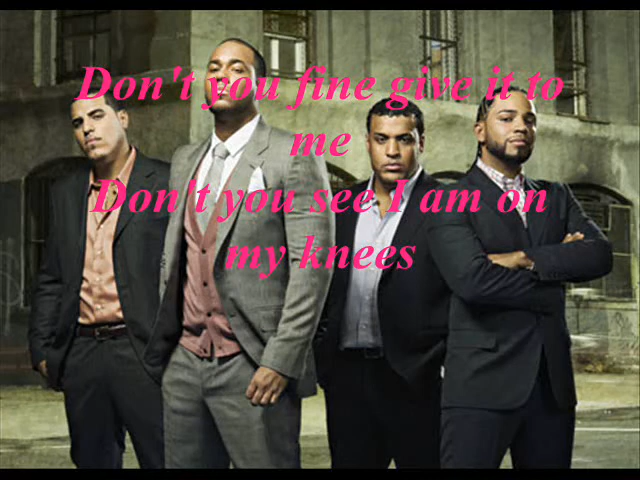 Don't you fine give it to
me
Don't you see I am on
my knees